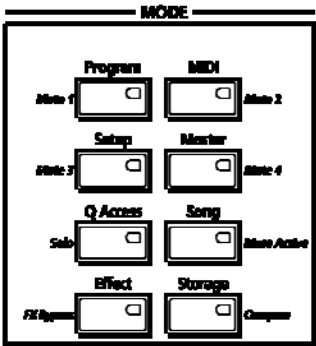 MODE
Program MIDI
Mute 1 Mute 2
Setup Master
Mute 3 Mute 4
Q Access Song
Solo More Active
Effect Storage
FX Bypass Compare